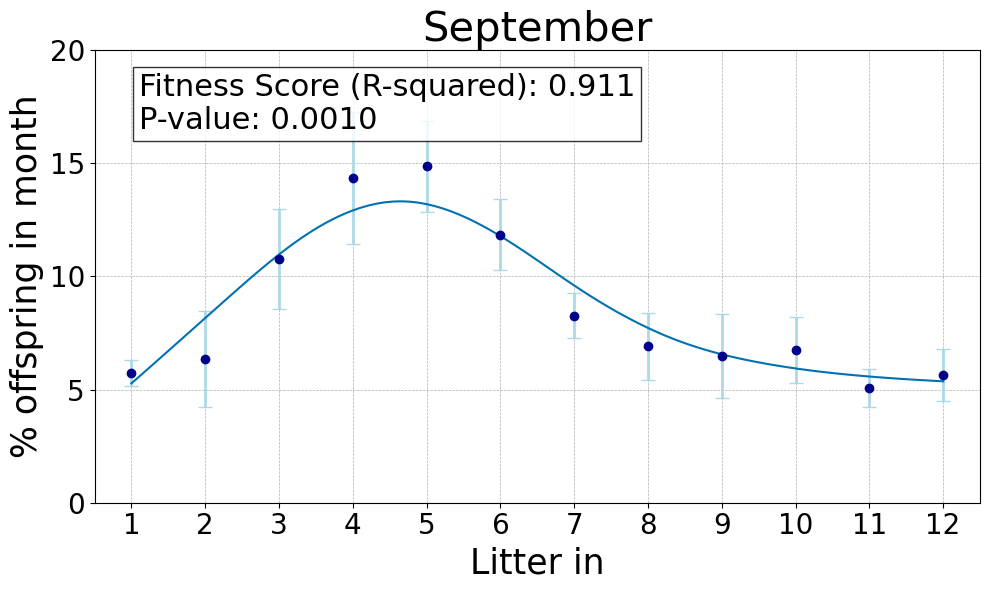 September
Fitness Score (R-squared): 0.911
P-value: 0.0010
% offspring in month
20
15
10
5
0
1 2 3 4 5 6 7 8 9 10 11 12
Litter in